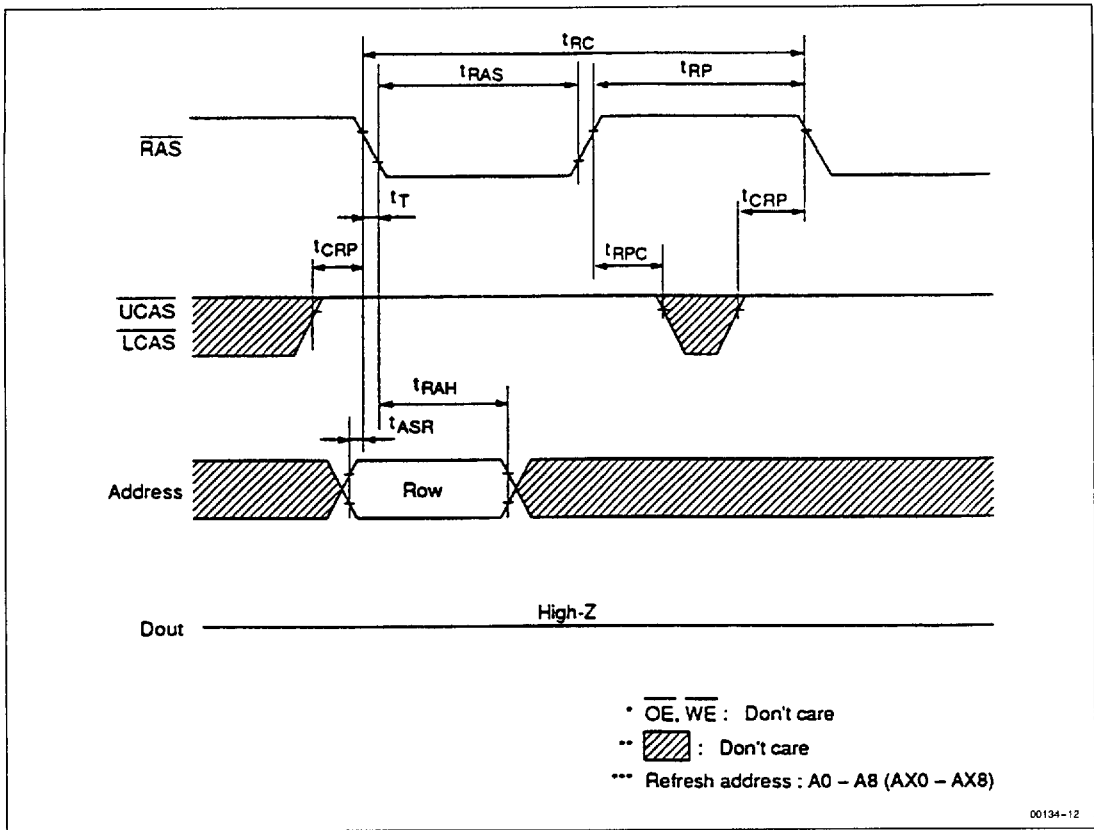 tRC
tRAS
tRP
RAS
tT
tCRP
tCRP
tRPC
UCAS
LCAS
tRAH
tASR
Address
Row
High-Z
Dout
* OE, WE : Don't care
** : Don't care
*** Refresh address : A0 – A8 (AX0 – AX8)
00134-12